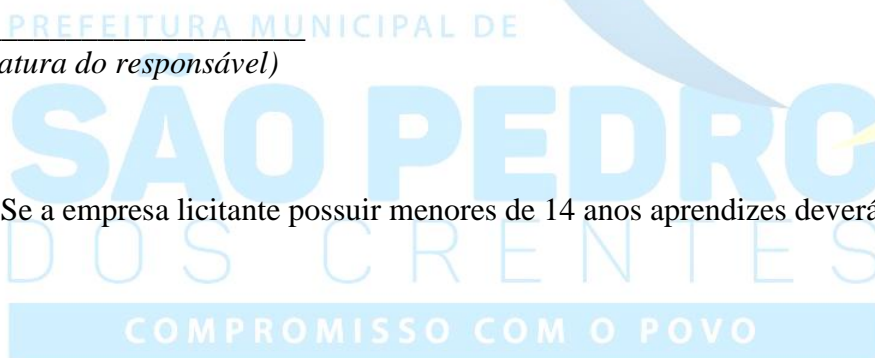 PREFEITURA MUNICIPAL DE
atura do responsável)
SÃO PEDRO
Se a empresa licitante possuir menores de 14 anos aprendizes deverá
DOS CRENTES
COMPROMISSO COM O POVO